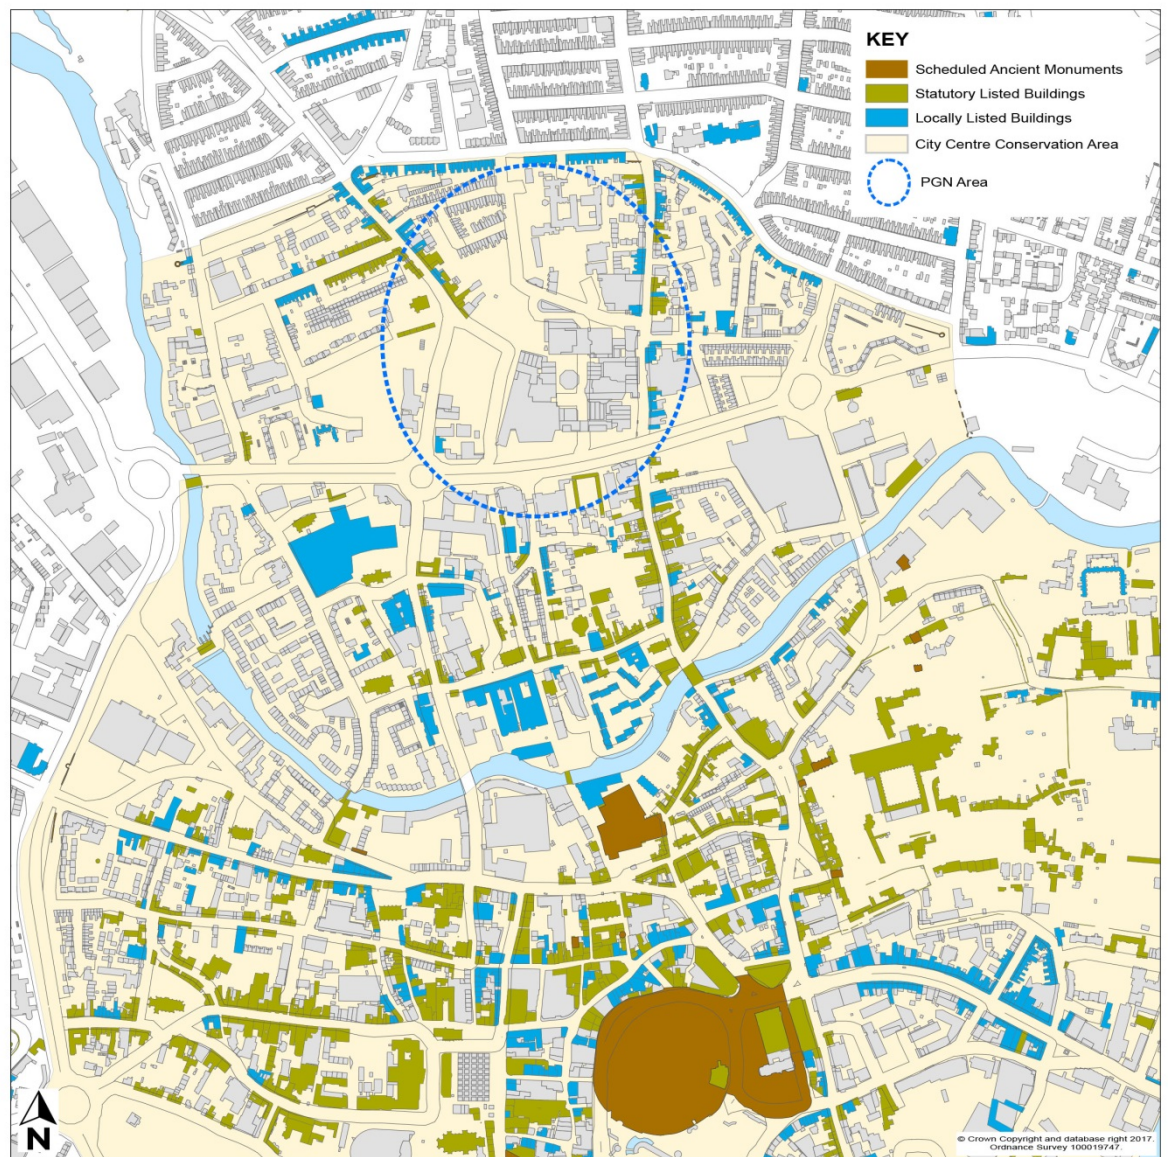 KEY
Scheduled Ancient Monuments
Statutory Listed Buildings
Locally Listed Buildings
City Centre Conservation Area
PGN Area
N
© Crown Copyright and database right 2017.
Ordnance Survey 100019747.